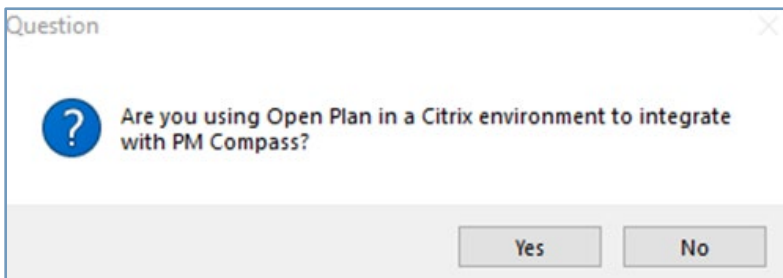 Question
Are you using Open Plan in a Citrix environment to integrate
with PM Compass?
Yes No